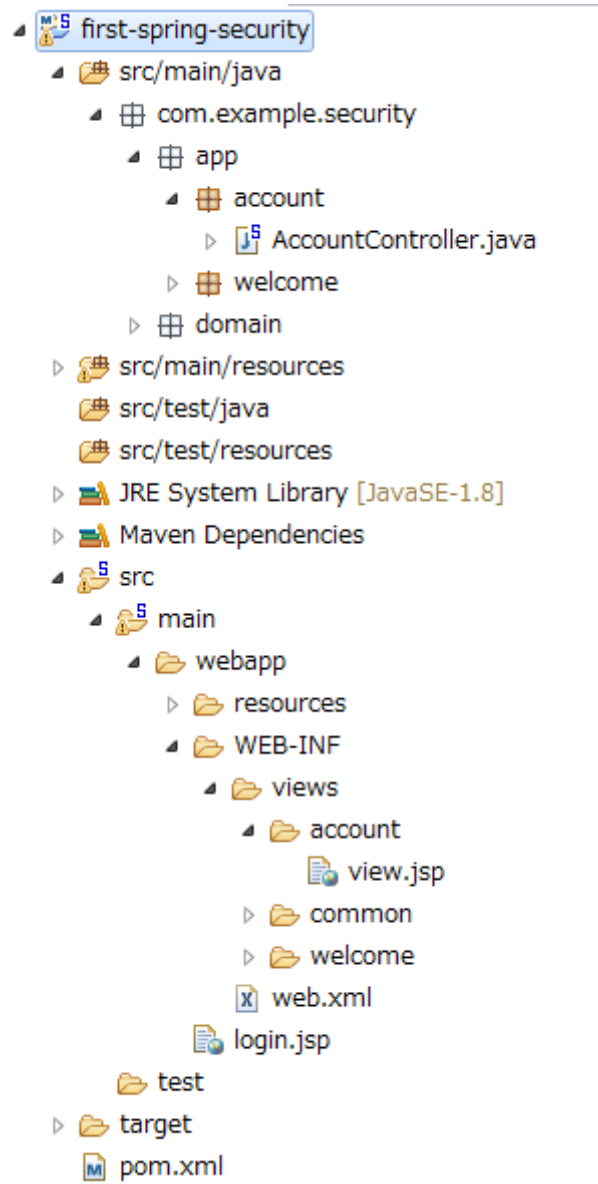 first-spring-security
src/main/java
com.example.security
app
account
AccountController.java
welcome
domain
src/main/resources
src/test/java
src/test/resources
JRE System Library [JavaSE-1.8]
Maven Dependencies
src
main
webapp
resources
WEB-INF
views
account
view.jsp
common
welcome
web.xml
login.jsp
test
target
pom.xml